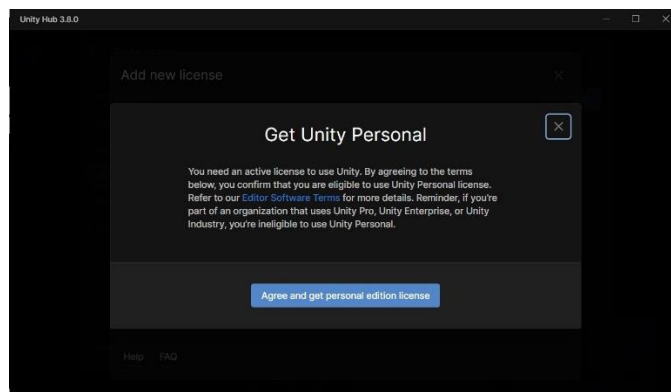 Unity Hub 3.8.0
Add new license
Get Unity Personal
You need an active license to use Unity. By agreeing to the terms
below, you confirm that you are eligible to use Unity Personal license.
Refer to our Editor Software Terms for more details. Reminder, if you're
part of an organization that uses Unity Pro, Unity Enterprise, or Unity
Industry, you're ineligible to use Unity Personal.
Agree and get personal edition license
Help FAQ